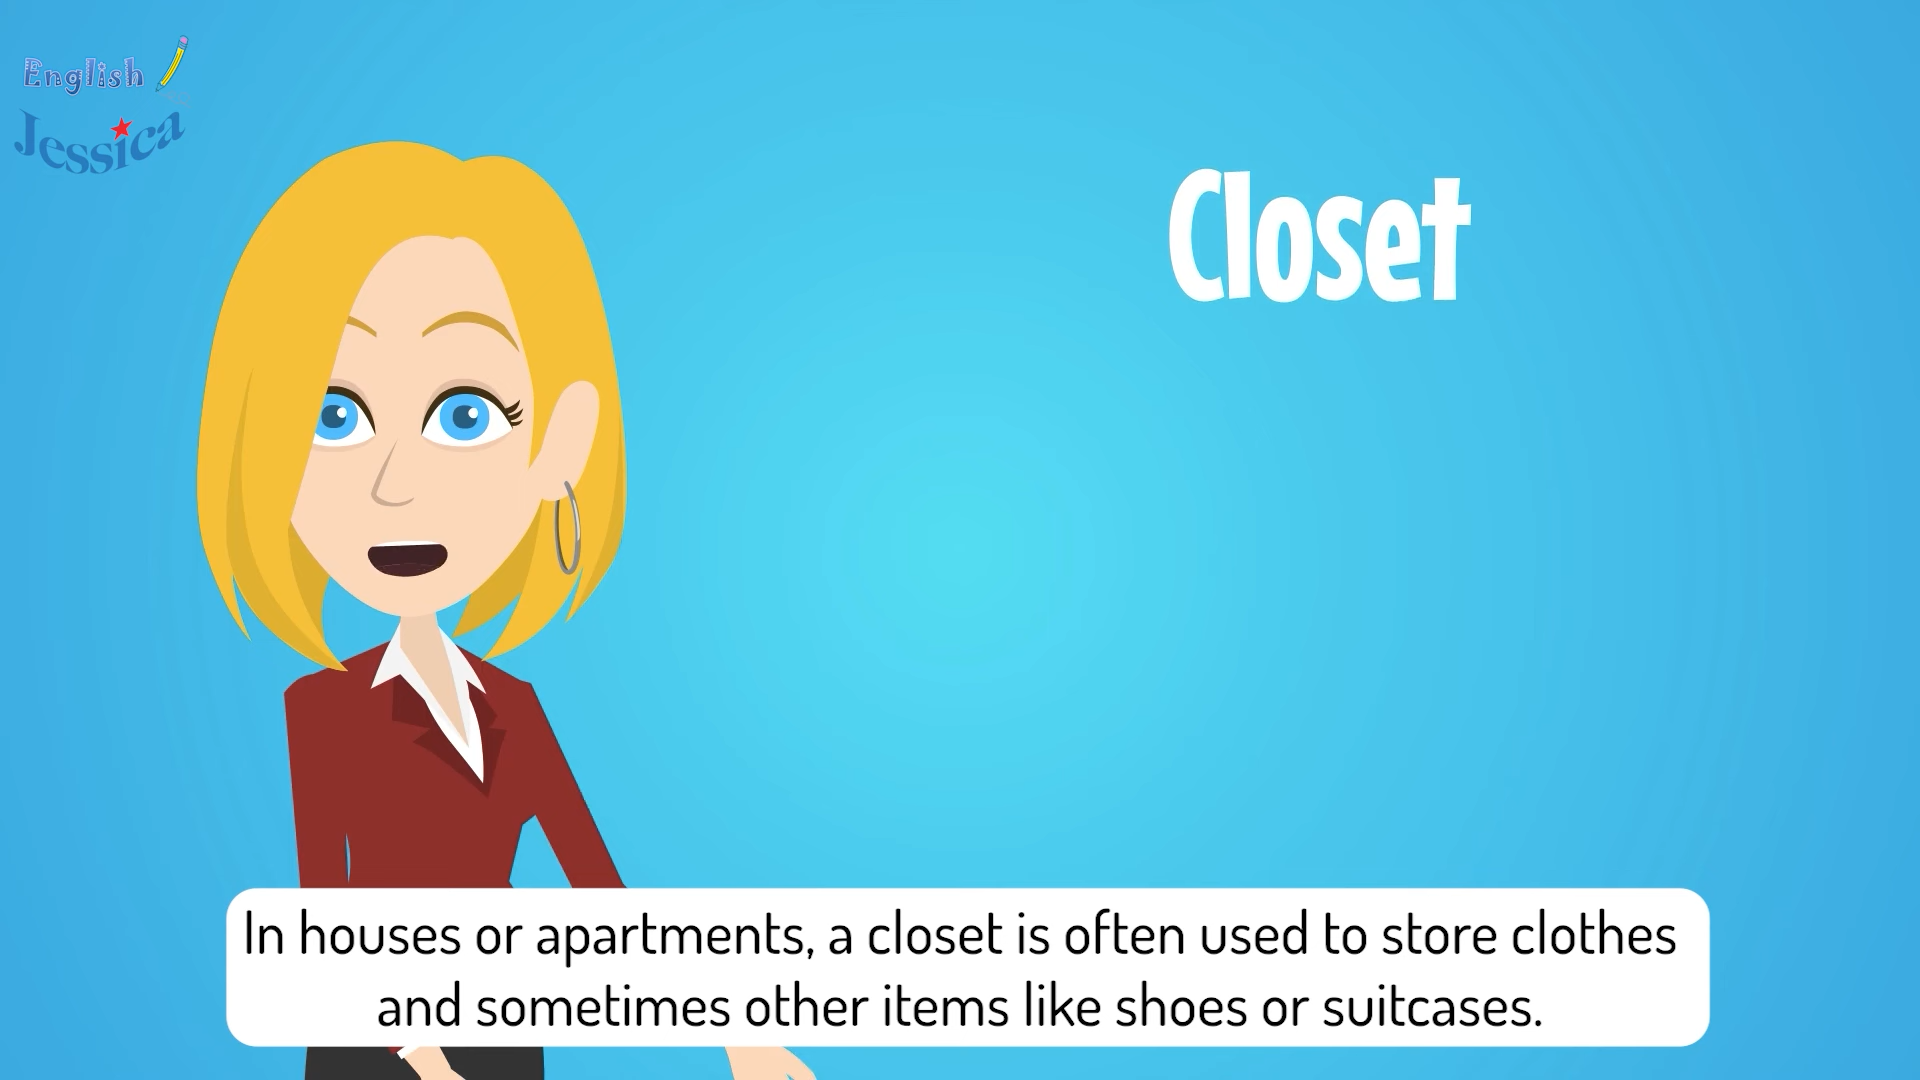 English
Jessica
Closet
In houses or apartments, a closet is often used to store clothes
and sometimes other items like shoes or suitcases.